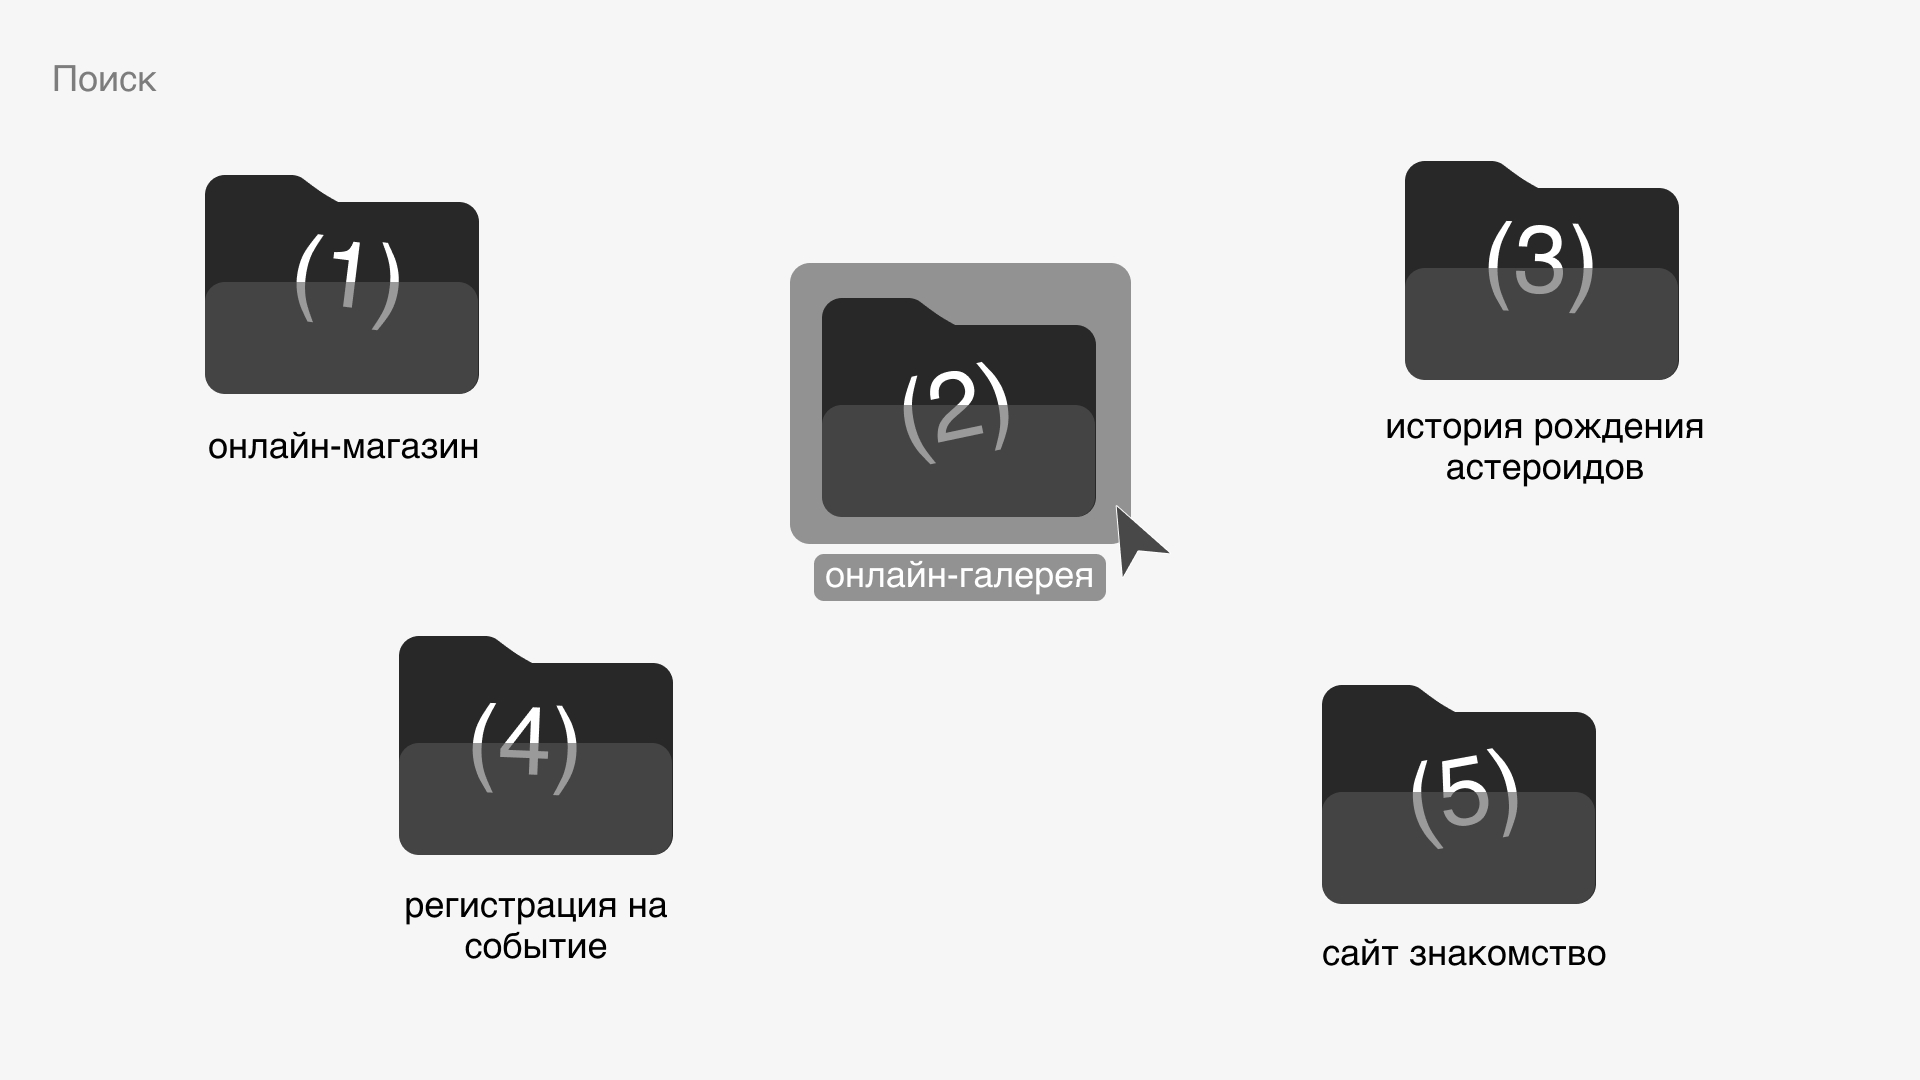 Поиск
(1)
онлайн-магазин
(2)
онлайн-галерея
(3)
история рождения
астероидов
(4)
регистрация на
событие
(5)
сайт знакомство